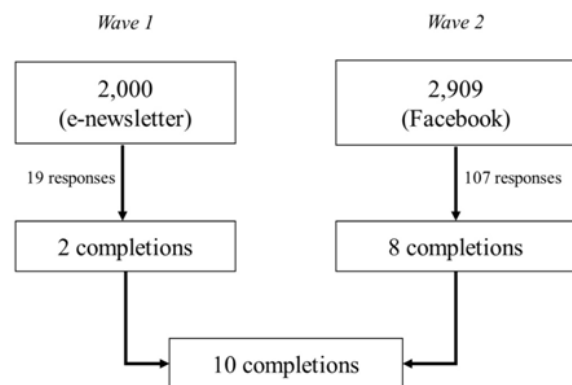 Wave 1
Wave 2
2,000
(e-newsletter)
2,909
(Facebook)
19 responses
107 responses
2 completions
8 completions
10 completions